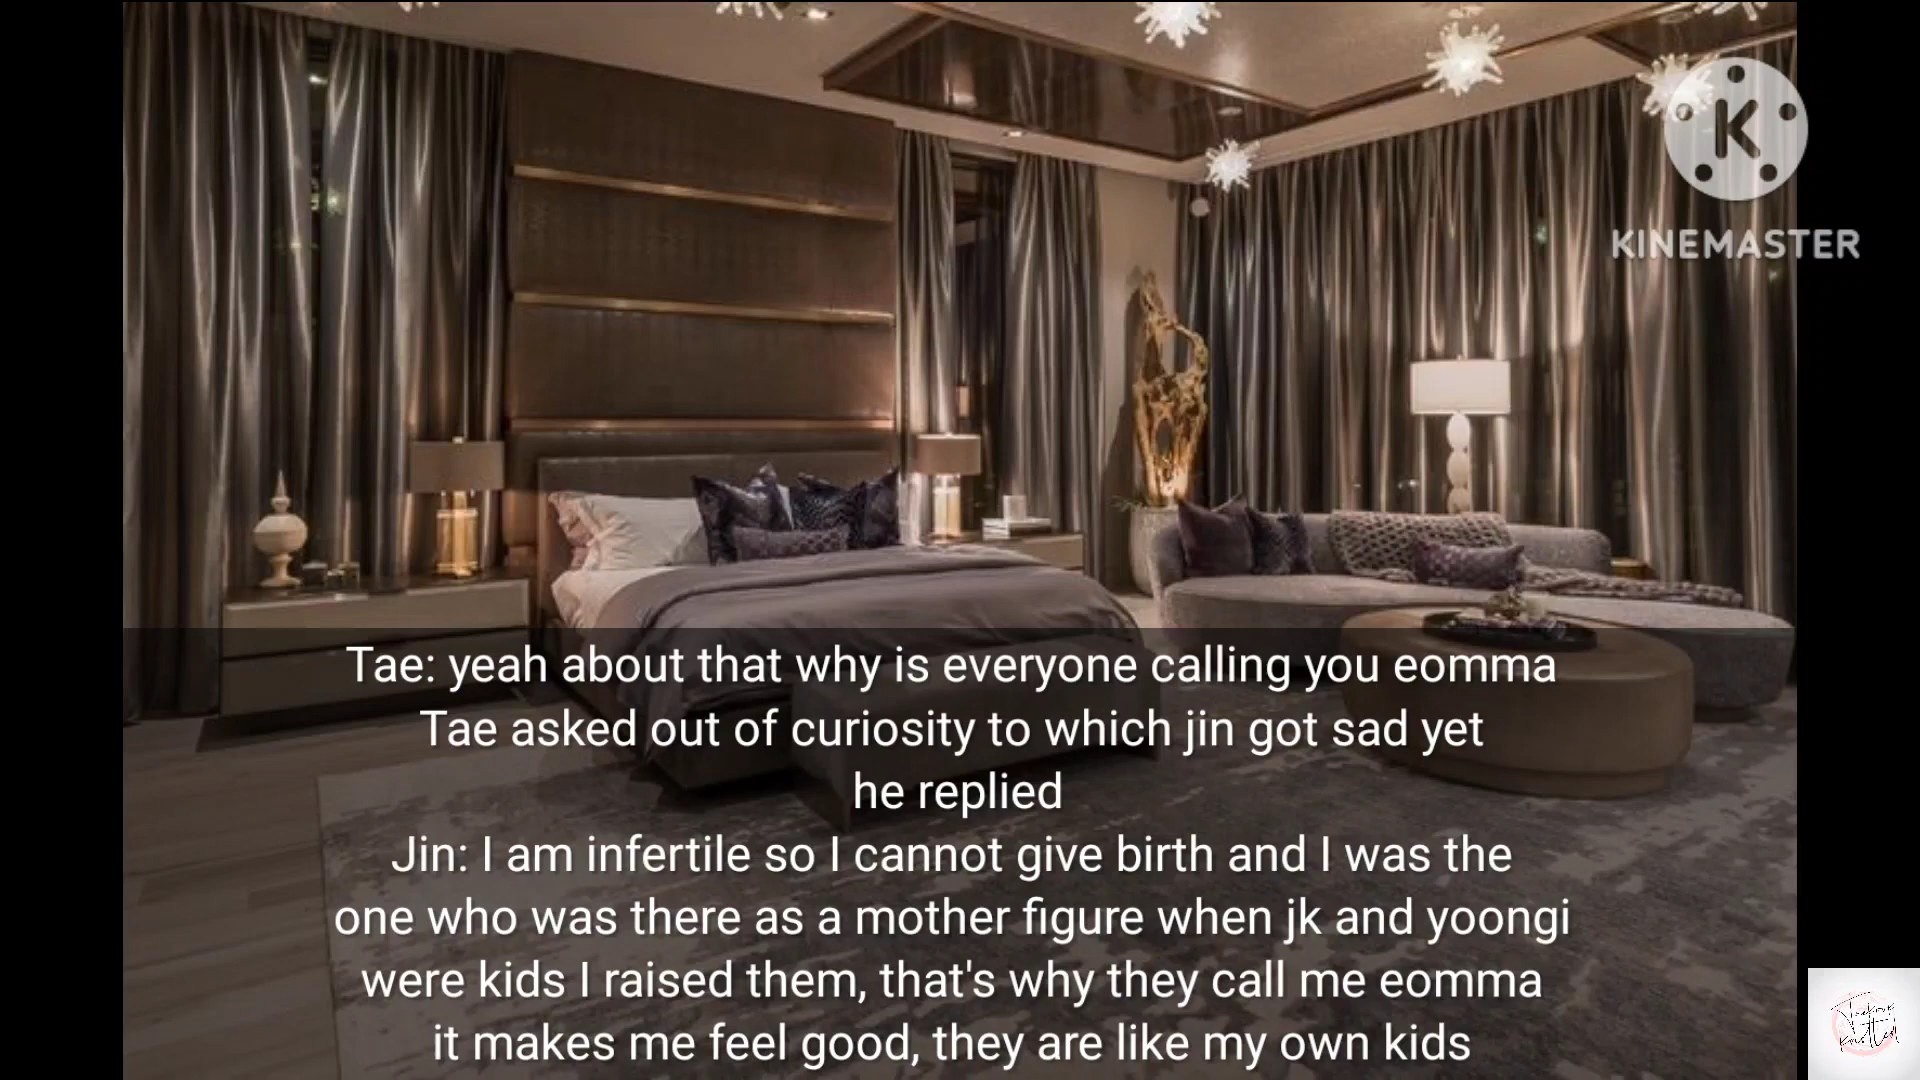 K
KINEMASTER
Tae: yeah about that why is everyone calling you eomma
Tae asked out of curiosity to which jin got sad yet
he replied
Jin: I am infertile so I cannot give birth and I was the
one who was there as a mother figure when jk and yoongi
were kids I raised them, that's why they call me eomma
it makes me feel good, they are like my own kids